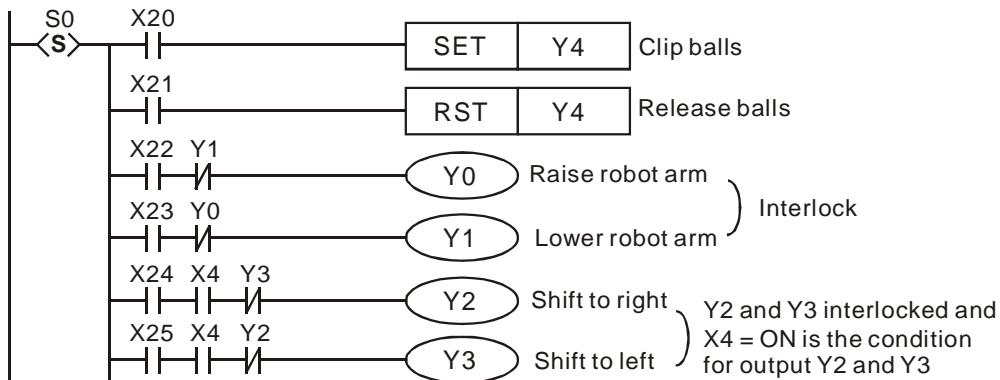 S0 X20
S SET Y4 Clip balls
X21
RST Y4 Release balls
X22 Y1
Y0 Raise robot arm
Interlock
X23 Y0
Y1 Lower robot arm
X24 X4 Y3
Y2 Shift to right
Y2 and Y3 interlocked and
X4 = ON is the condition
for output Y2 and Y3
X25 X4 Y2
Y3 Shift to left